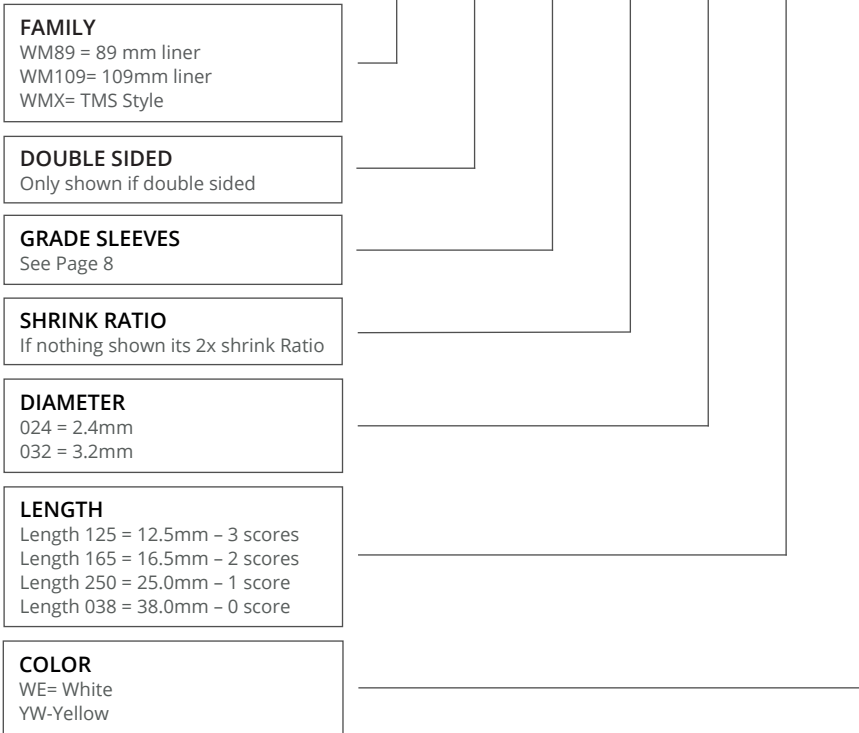 FAMILY
WM89 = 89 mm liner
WM109= 109mm liner
WMX= TMS Style
DOUBLE SIDED
Only shown if double sided
GRADE SLEEVES
See Page 8
SHRINK RATIO
If nothing shown its 2x shrink Ratio
DIAMETER
024 = 2.4mm
032 = 3.2mm
LENGTH
Length 125 = 12.5mm – 3 scores
Length 165 = 16.5mm – 2 scores
Length 250 = 25.0mm – 1 score
Length 038 = 38.0mm – 0 score
COLOR
WE= White
YW-Yellow